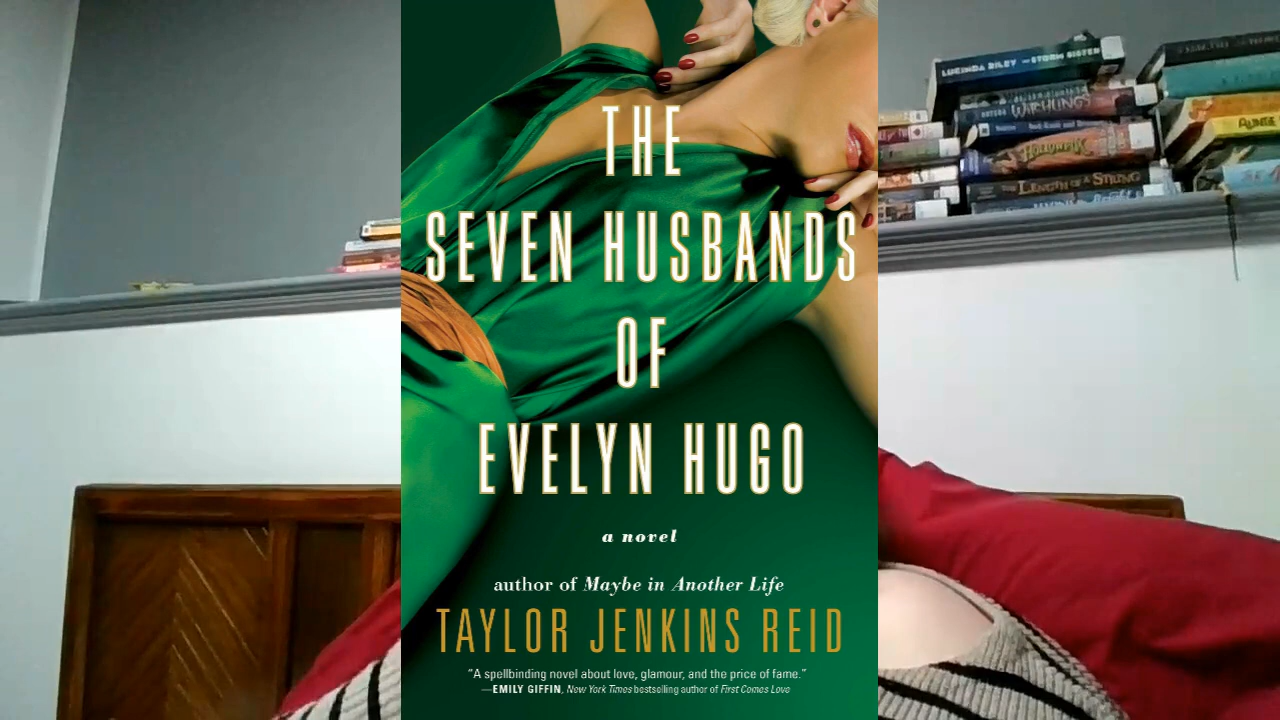 THE
SEVEN HUSBANDS
OF
EVELYN HUGO
a novel
author of Maybe in Another Life
TAYLOR JENKINS REID
“A spellbinding novel about love, glamour, and the price of fame.”
—EMILY GIFFIN, New York Times bestselling author of First Comes Love
LUCINDA RILEY
STORM SISTER
THE LENGTH OF A STRING